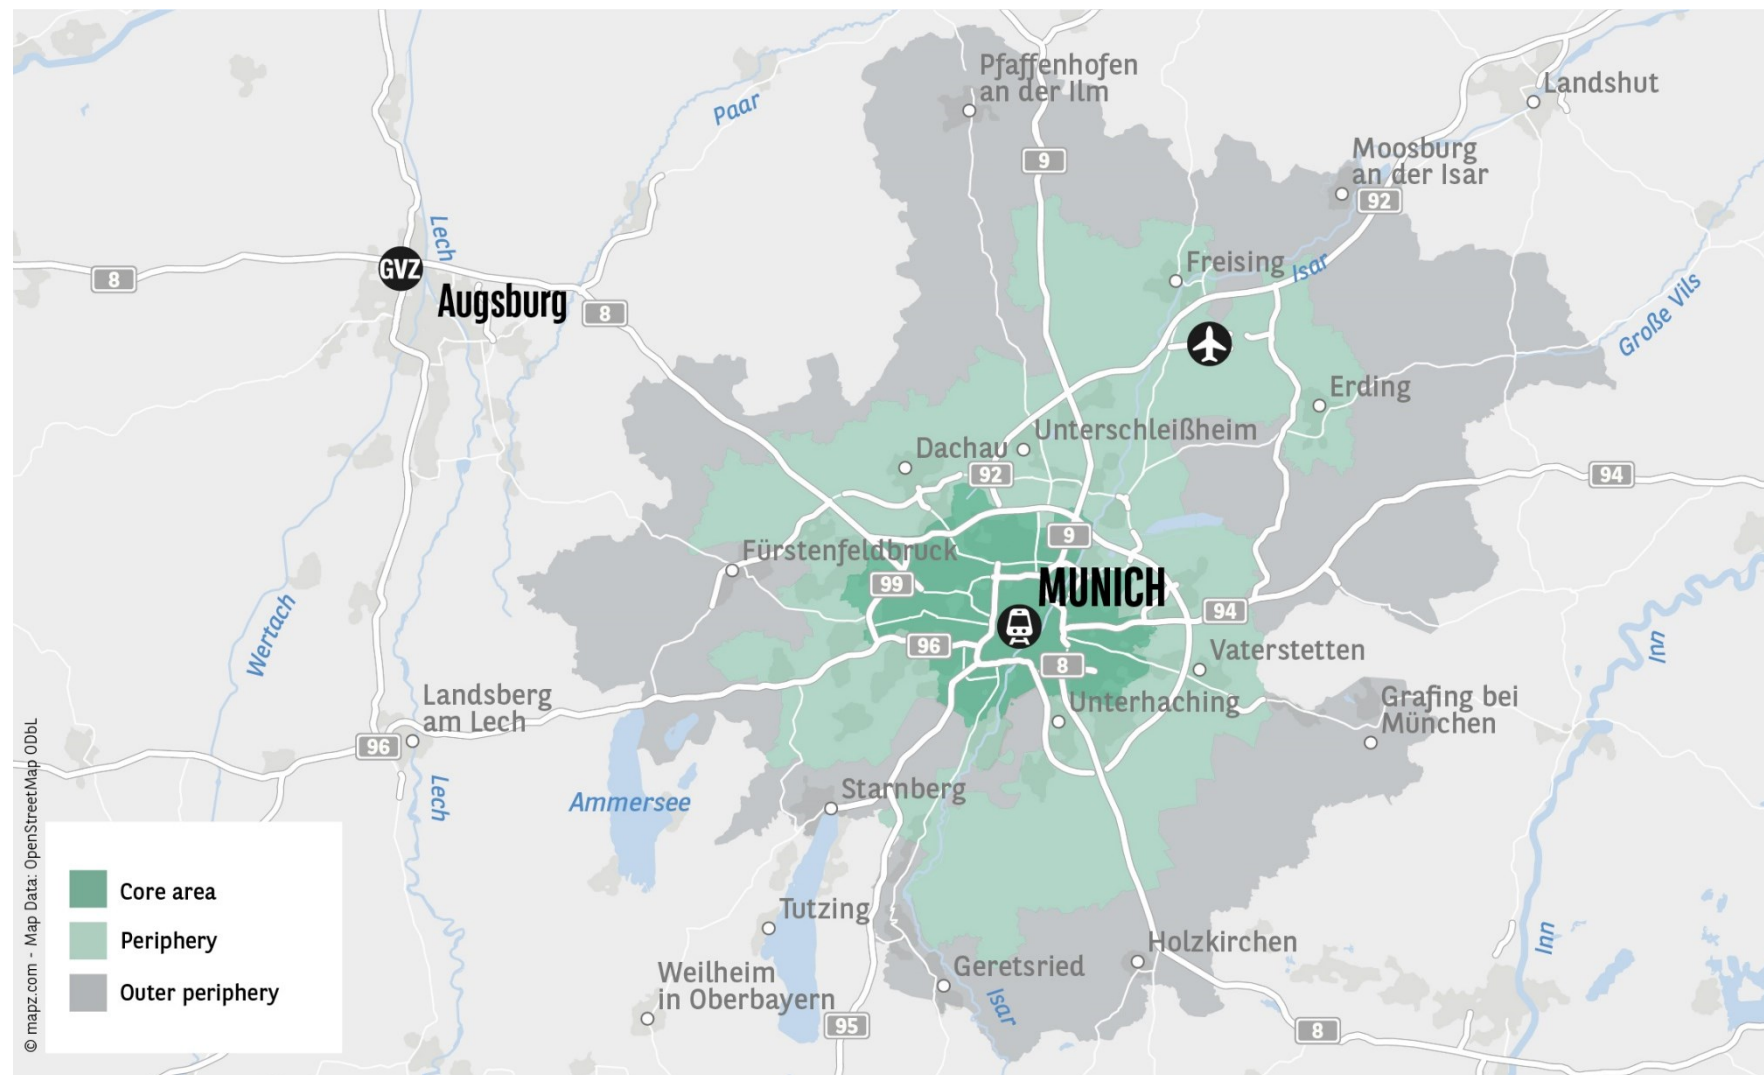 Pfaffenhofen
an der Ilm
Landshut
Paar
Moosburg
an der Isar
9
92
Lech
Freising
Isar
GVZ
8
Augsburg
8
Große Vils
Erding
Unterschleißheim
Dachau
92
94
9
Fürstenfeldbruck
99
MUNICH
94
Wertach
96
8
Vaterstetten
Inn
Landsberg
am Lech
Unterhaching
Grafing bei
München
96
Lech
Ammersee
Starnberg
Core area
Tutzing
Periphery
Holzkirchen
Inn
Geretsried
Weilheim
in Oberbayern
Outer periphery
Isar
95
8
© mapz.com - Map Data: OpenStreetMap ODbL